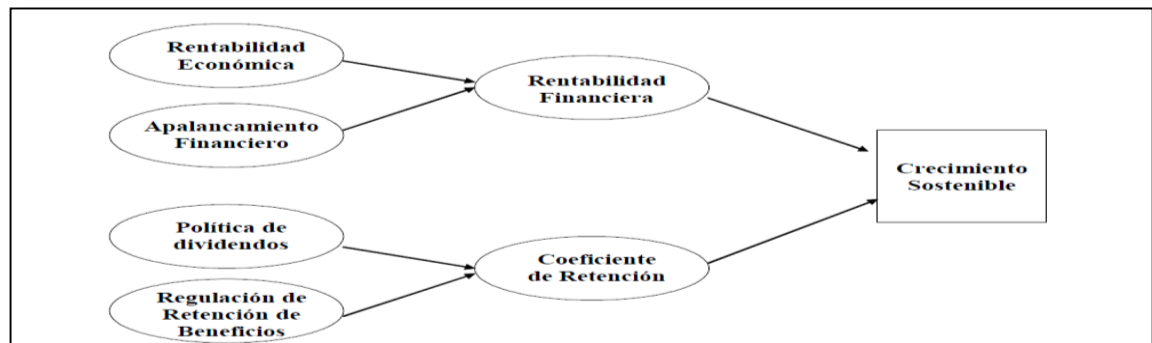 Rentabilidad
Económica
Apalancamiento
Financiero
Rentabilidad
Financiera
Política de
dividendos
Regulación de
Retención de
Beneficios
Coeficiente
de Retención
Crecimiento
Sostenible